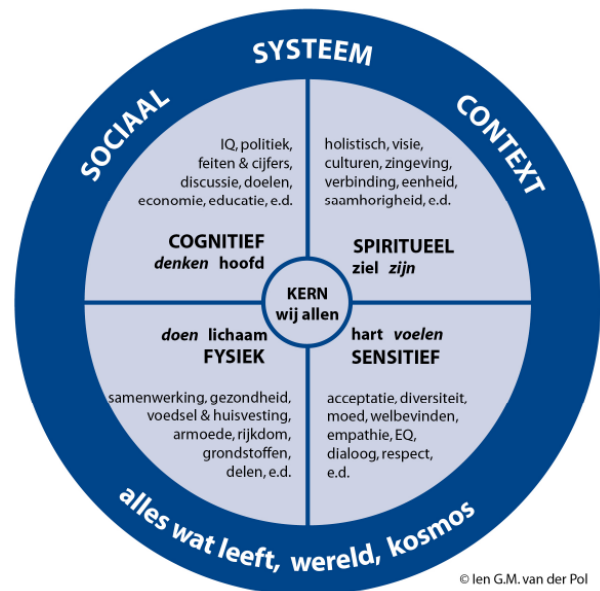 SOCIAAL
SYSTEEM
CONTEXT
IQ, politiek,
feiten & cijfers,
discussie, doelen,
economie, educatie, e.d.
COGNITIEF
denken hoofd
holistisch, visie,
culturen, zingeving,
verbinding, eenheid,
saamhorigheid, e.d.
SPIRITUEEL
ziel zijn
KERN
wij allen
doen lichaam
FYSIEK
samenwerking, gezondheid,
voedsel & huisvesting,
armoede, rijkdom,
grondstoffen,
delen, e.d.
hart voelen
SENSITIEF
acceptatie, diversiteit,
moed, welbevinden,
empathie, EQ,
dialoog, respect,
e.d.
alles wat leeft, wereld, kosmos
© Ien G.M. van der Pol